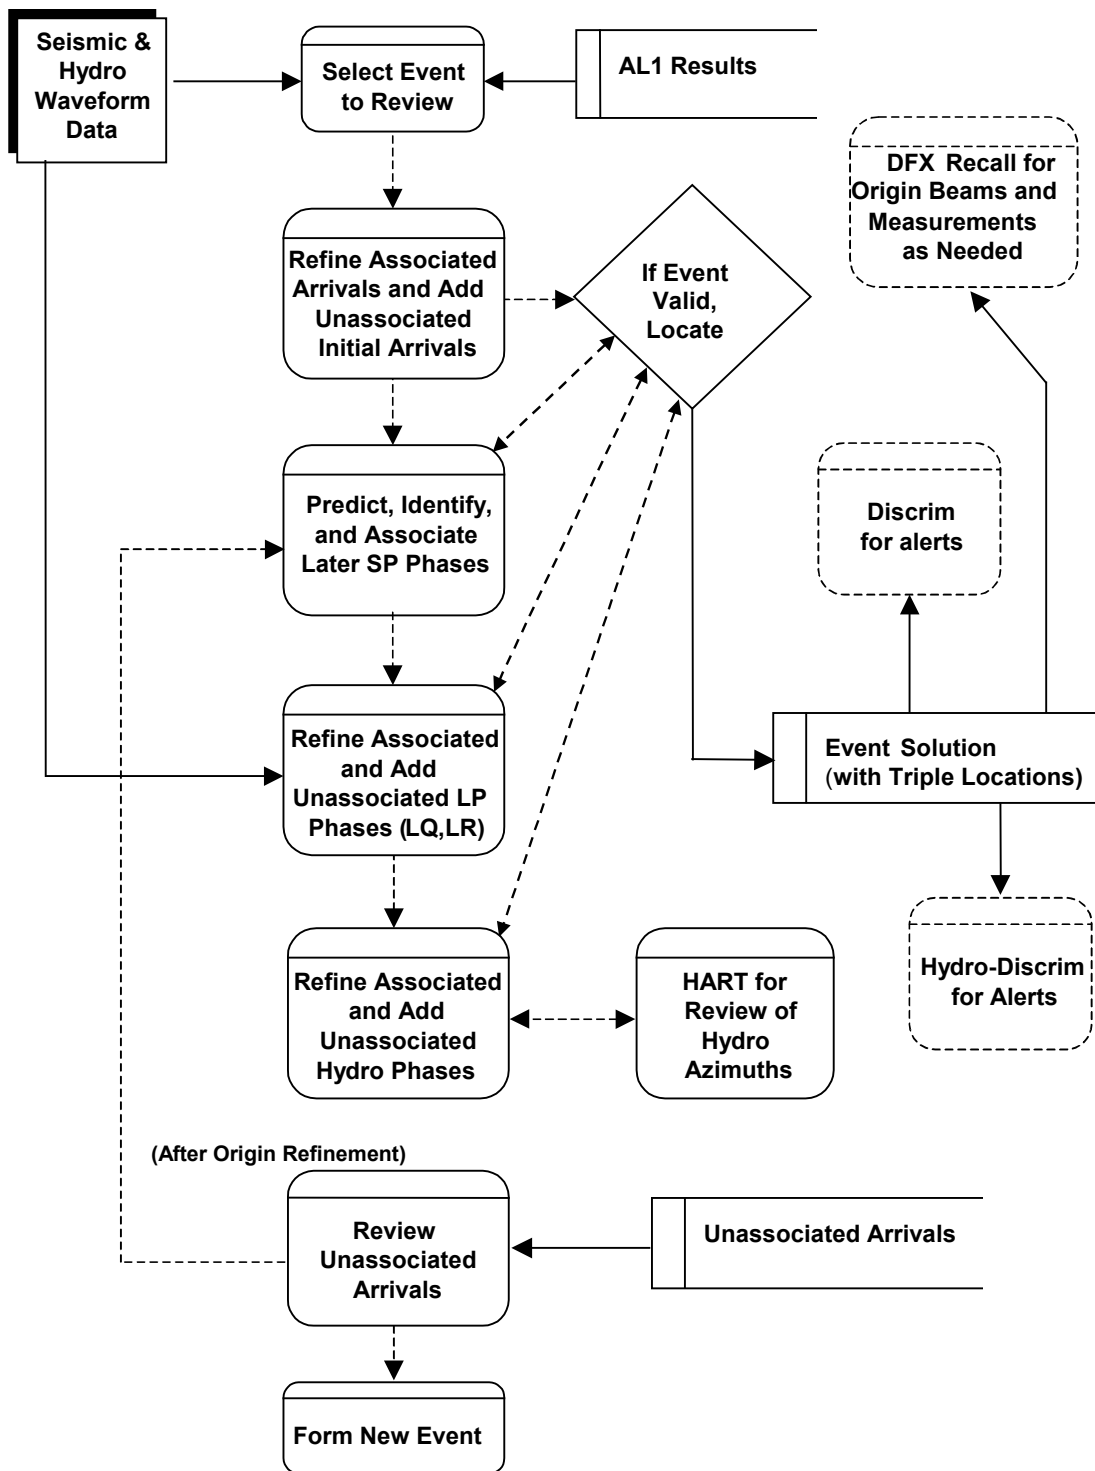 Seismic &
Hydro
Waveform
Data
Select Event
to Review
AL1 Results
DFX Recall for
Origin Beams and
Measurements
as Needed
Refine Associated
Arrivals and Add
Unassociated
Initial Arrivals
If Event
Valid,
Locate
Predict, Identify,
and Associate
Later SP Phases
Discrim
for alerts
Refine Associated
and Add
Unassociated LP
Phases (LQ,LR)
Event Solution
(with Triple Locations)
Refine Associated
and Add
Unassociated
Hydro Phases
HART for
Review of
Hydro
Azimuths
Hydro-Discrim
for Alerts
(After Origin Refinement)
Review
Unassociated
Arrivals
Unassociated Arrivals
Form New Event